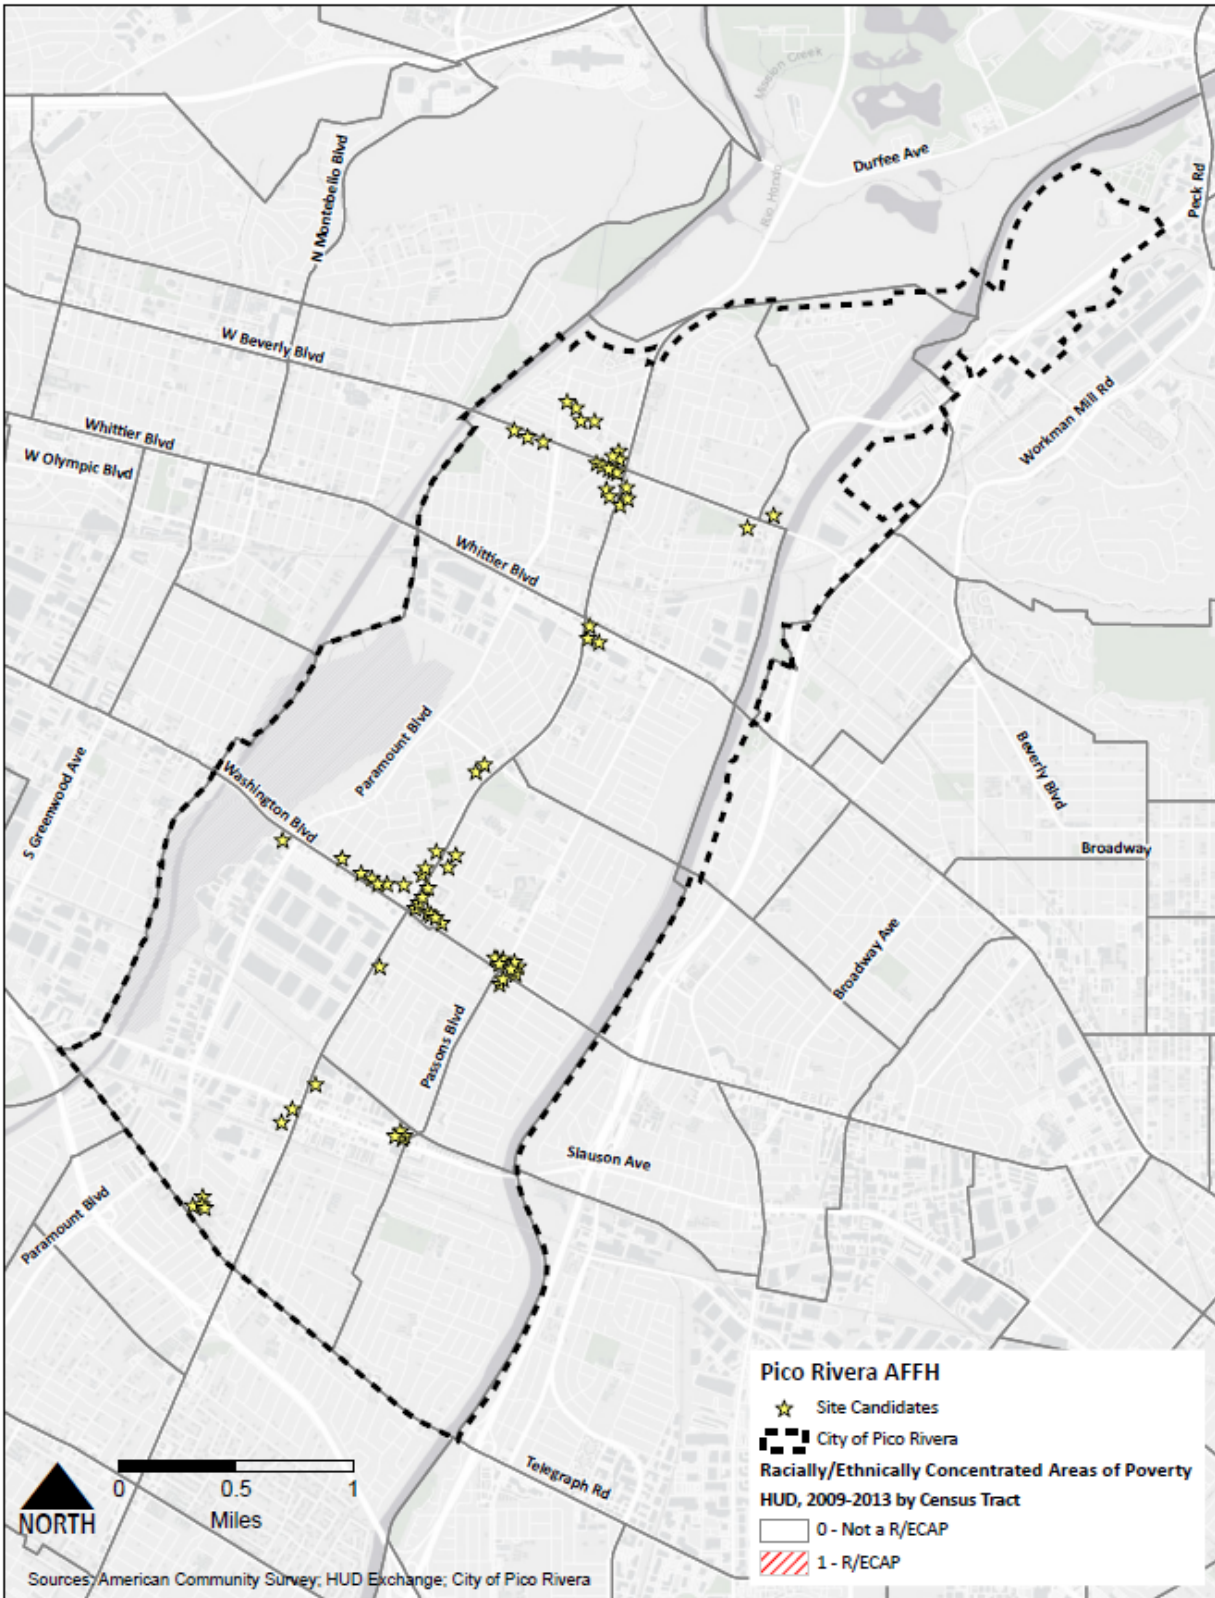 Mission Creek
Durfee Ave
Peck Rd
Rio Hondo
N Montebello Blvd
W Beverly Blvd
Whittier Blvd
W Olympic Blvd
Workman Mill Rd
Whittier Blvd
Paramount Blvd
S Greenwood Ave
Washington Blvd
Beverly Blvd
Broadway
Broadway Ave
Passons Blvd
Slauson Ave
Paramount Blvd
Telegraph Rd
Pico Rivera AFFH
Site Candidates
City of Pico Rivera
Racially/Ethnically Concentrated Areas of Poverty
HUD, 2009-2013 by Census Tract
0 - Not a R/ECAP
1 - R/ECAP
0 0.5 1
Miles
NORTH
Sources: American Community Survey; HUD Exchange; City of Pico Rivera